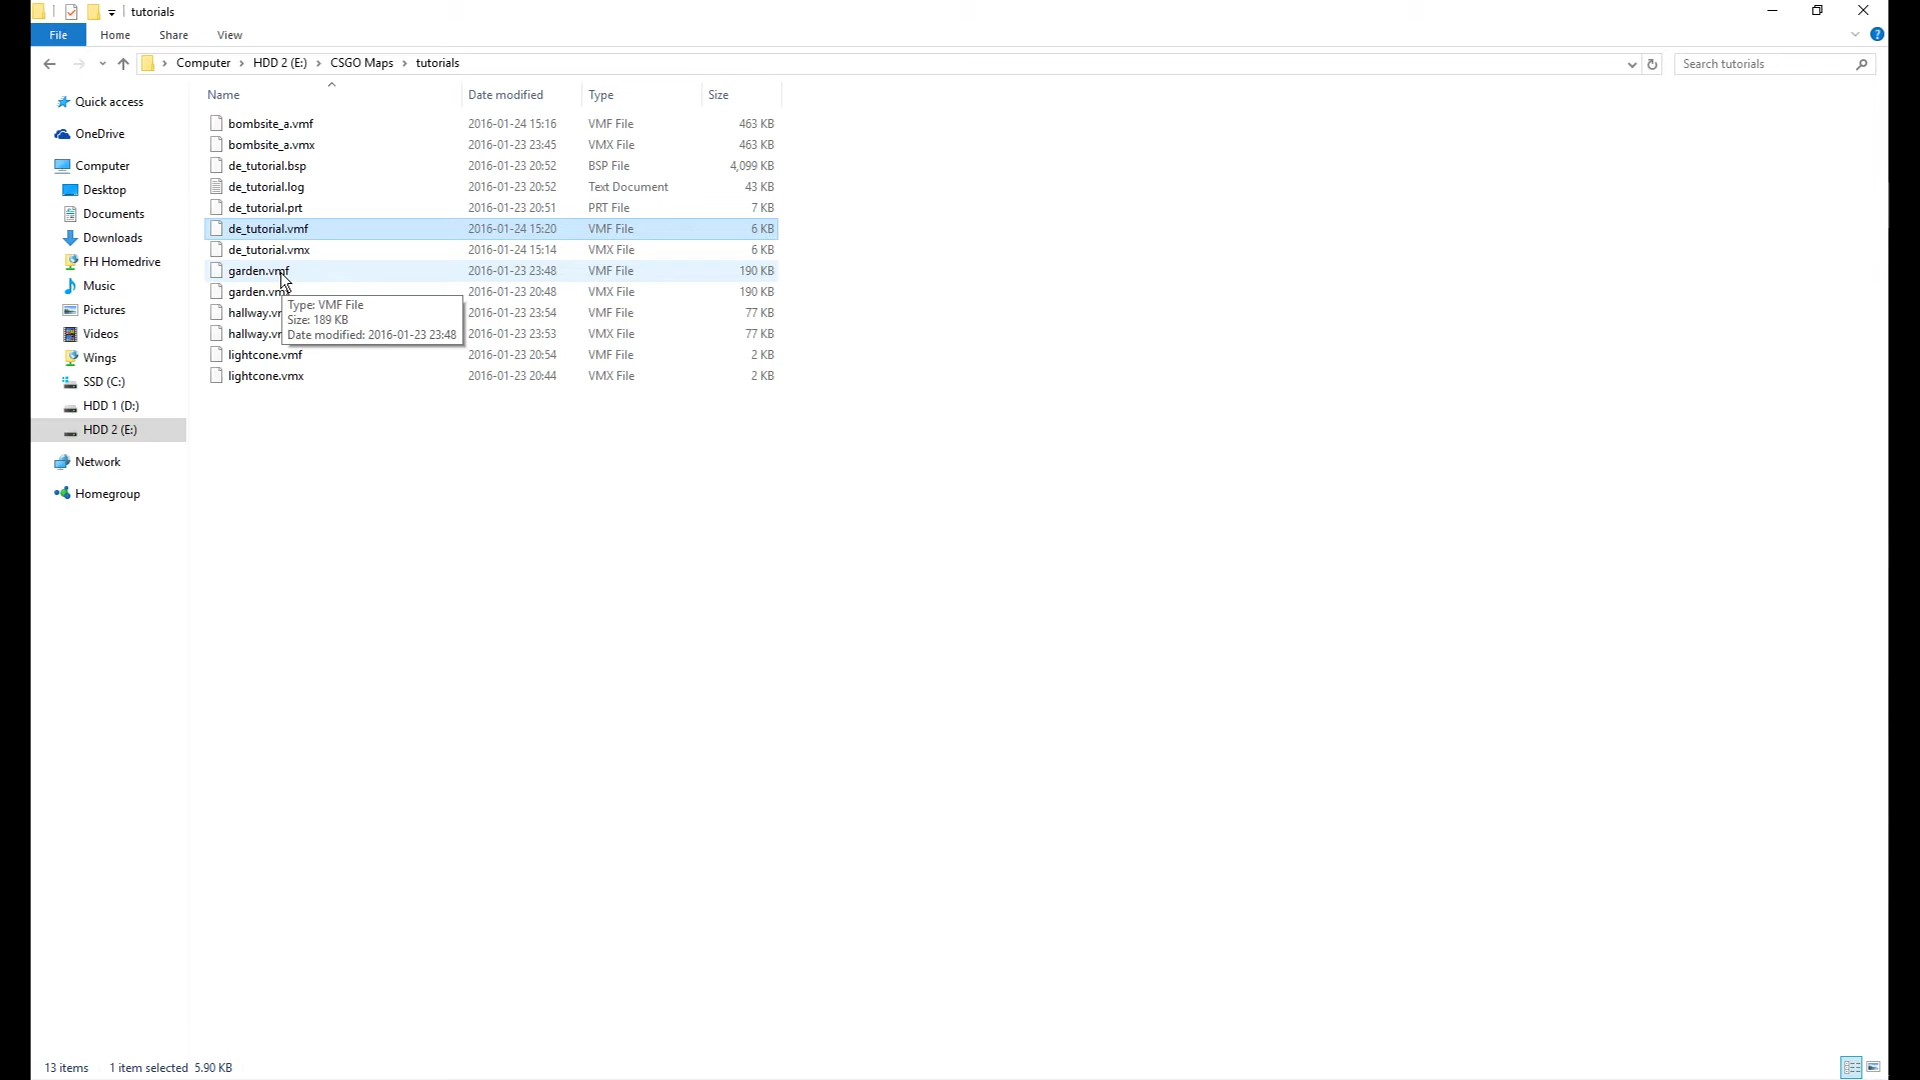 tutorials
File Home Share View
Computer HDD 2 (E:) CSGO Maps tutorials
Search tutorials
Name Date modified Type Size
Quick access
OneDrive
Computer
Desktop
Documents
Downloads
FH Homedrive
Music
Pictures
Videos
Wings
SSD (C:)
HDD 1 (D:)
HDD 2 (E:)
Network
Homegroup
bombsite_a.vmf 2016-01-24 15:16 VMF File 463 KB
bombsite_a.vmx 2016-01-23 23:45 VMX File 463 KB
de_tutorial.bsp 2016-01-23 20:52 BSP File 4,099 KB
de_tutorial.log 2016-01-23 20:52 Text Document 43 KB
de_tutorial.prt 2016-01-23 20:51 PRT File 7 KB
de_tutorial.vmf 2016-01-24 15:20 VMF File 6 KB
de_tutorial.vmx 2016-01-24 15:14 VMX File 6 KB
garden.vmf 2016-01-23 23:48 VMF File 190 KB
garden.vmx 2016-01-23 20:48 VMX File 190 KB
hallway.vm 2016-01-23 23:54 VMF File 77 KB
hallway.vm 2016-01-23 23:53 VMX File 77 KB
lightcone.vmf 2016-01-23 20:54 VMF File 2 KB
lightcone.vmx 2016-01-23 20:44 VMX File 2 KB
Type: VMF File
Size: 189 KB
Date modified: 2016-01-23 23:48
13 items 1 item selected 5.90 KB